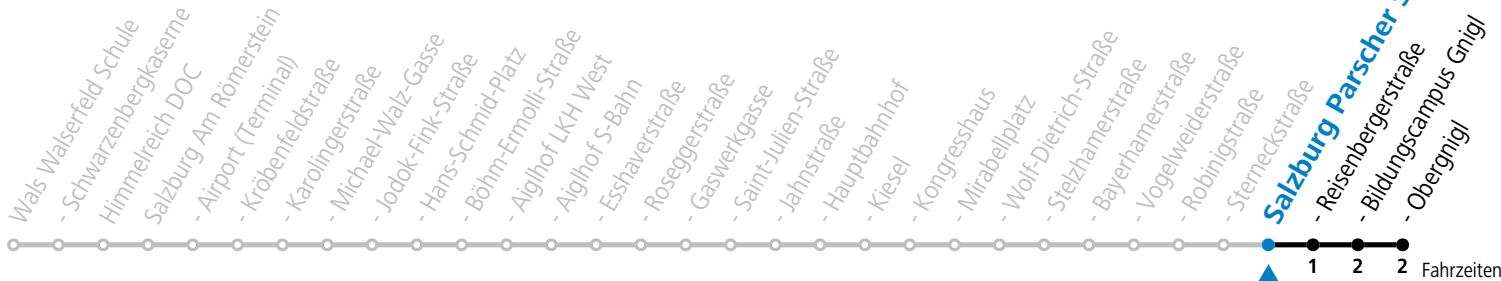 Wals Walserfeld Schule
- Schwarzenbergkaserne
Himmelreich DOC
Salzburg Am Römerstein
- Airport (Terminal)
- Kröbenfeldstraße
- Karolingerstraße
- Michael-Walz-Gasse
- Jodok-Fink-Straße
- Hans-Schmid-Platz
- Böhm-Ermolli-Straße
- Aiglhof LKH West
- Aiglhof S-Bahn
- Esshaverstraße
- Roseggerstraße
- Gaswerkgasse
- Saint-Julien-Straße
- Jahnstraße
- Hauptbahnhof
- Kiesel
- Kongresshaus
- Mirabellplatz
- Wolf-Dietrich-Straße
- Stelzhamerstraße
- Bayerhamerstraße
- Vogelweiderstraße
- Robinigstraße
- Sterneckstraße
Salzburg Parscher
- Reisenbergerstraße
- Bildungscampus Gnigl
- Obergnigl
1 2 2 Fahrzeiten